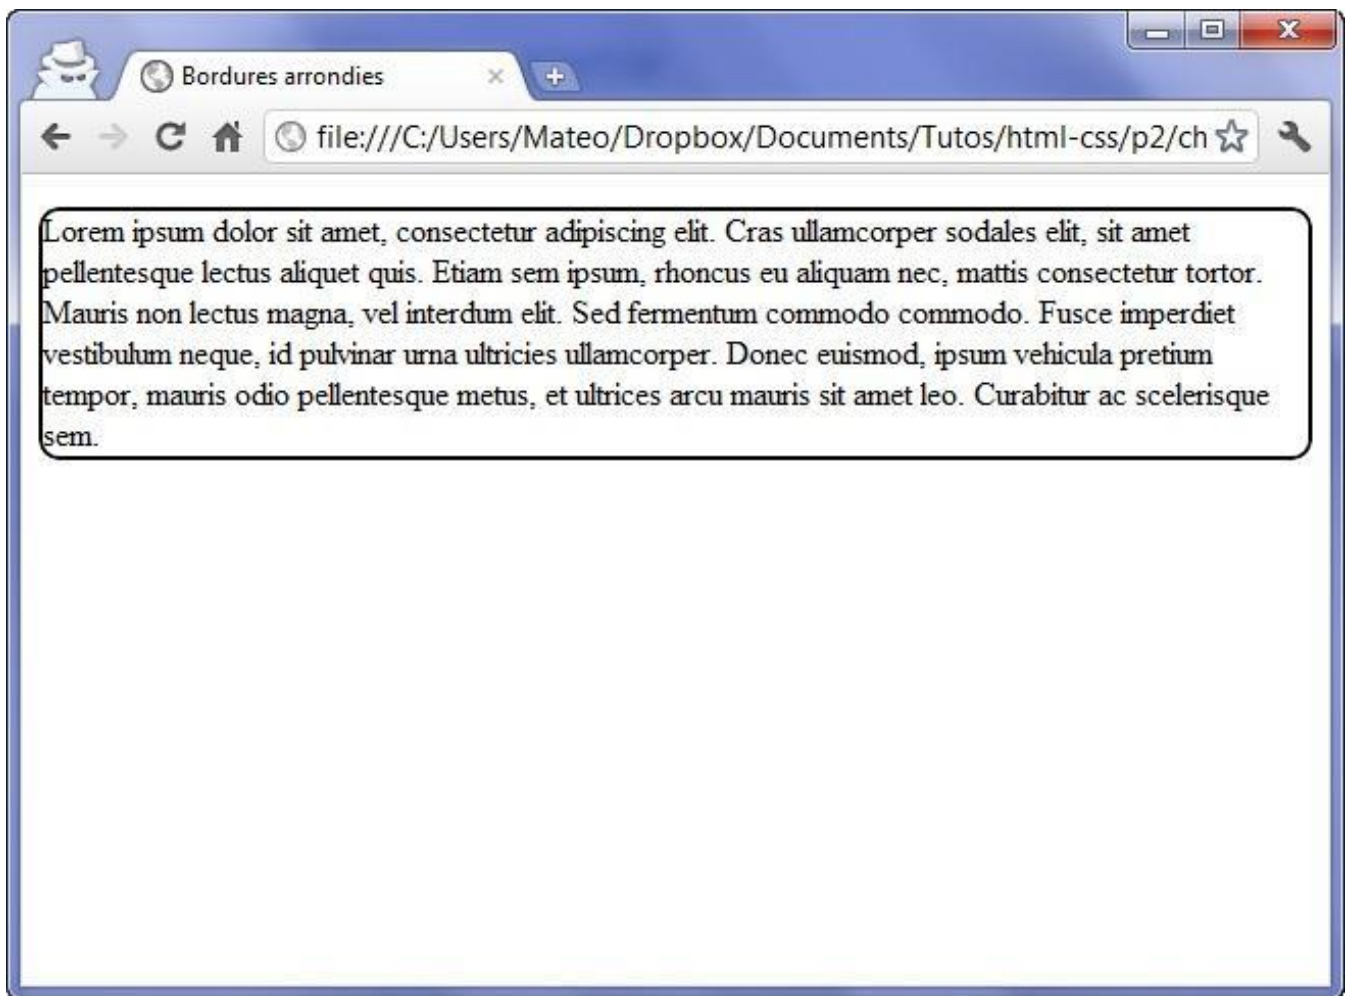 Bordures arrondies
file:///C:/Users/Mateo/Dropbox/Documents/Tutos/html-css/p2/ch
Lorem ipsum dolor sit amet, consectetur adipiscing elit. Cras ullamcorper sodales elit, sit amet
pellentesque lectus aliquet quis. Etiam sem ipsum, rhoncus eu aliquam nec, mattis consectetur tortor.
Mauris non lectus magna, vel interdum elit. Sed fermentum commodo commodo. Fusce imperdiet
vestibulum neque, id pulvinar urna ultricies ullamcorper. Donec euismod, ipsum vehicula pretium
tempor, mauris odio pellentesque metus, et ultrices arcu mauris sit amet leo. Curabitur ac scelerisque
sem.